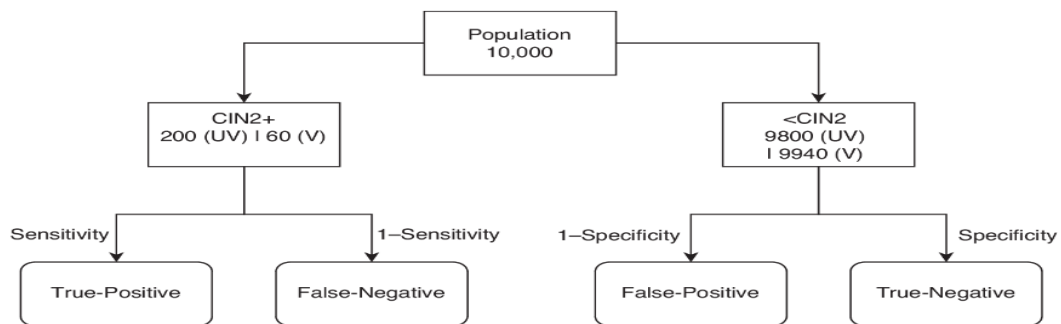 Population
10,000
CIN2+
200 (UV) I 60 (V)
<CIN2
9800 (UV)
I 9940 (V)
Sensitivity
1–Sensitivity
1–Specificity
Specificity
True-Positive
False-Negative
False-Positive
True-Negative